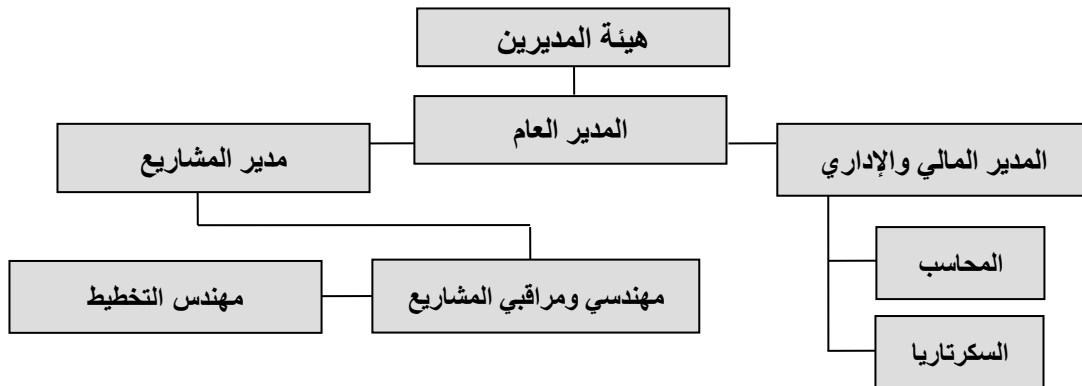 هيئة المديرين
المدير العام
المدير المالي والإداري
مدير المشاريع
المحاسب
مهندسي ومراقبي المشاريع
مهندس التخطيط
السكرتاريا